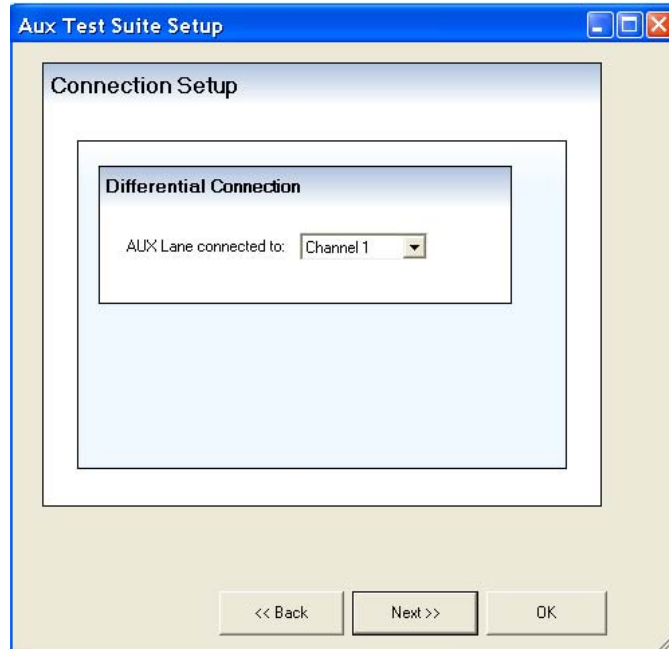 Aux Test Suite Setup
Connection Setup
Differential Connection
AUX Lane connected to: Channel 1
<< Back Next >> OK